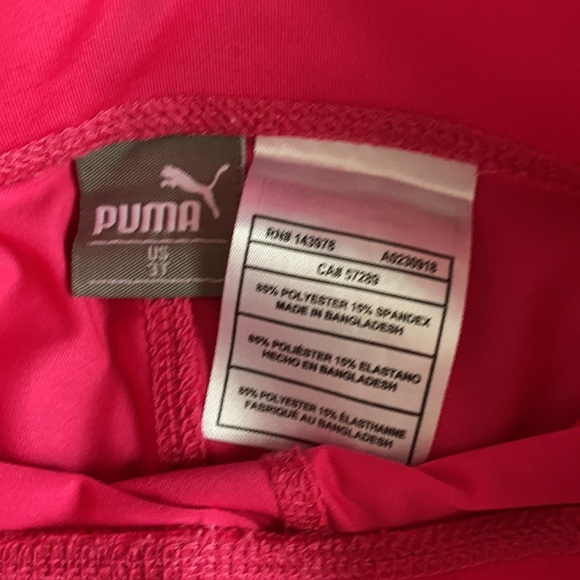 PUMA
US
3T
RN# 143978 A0230918
CA# 57289
85% POLYESTER 15% SPANDEX
MADE IN BANGLADESH
85% POLIÉSTER 15% ELASTANO
HECHO EN BANGLADESH
85% POLYESTER 15% ÉLASTHANNE
FABRIQUÉ AU BANGLADESH